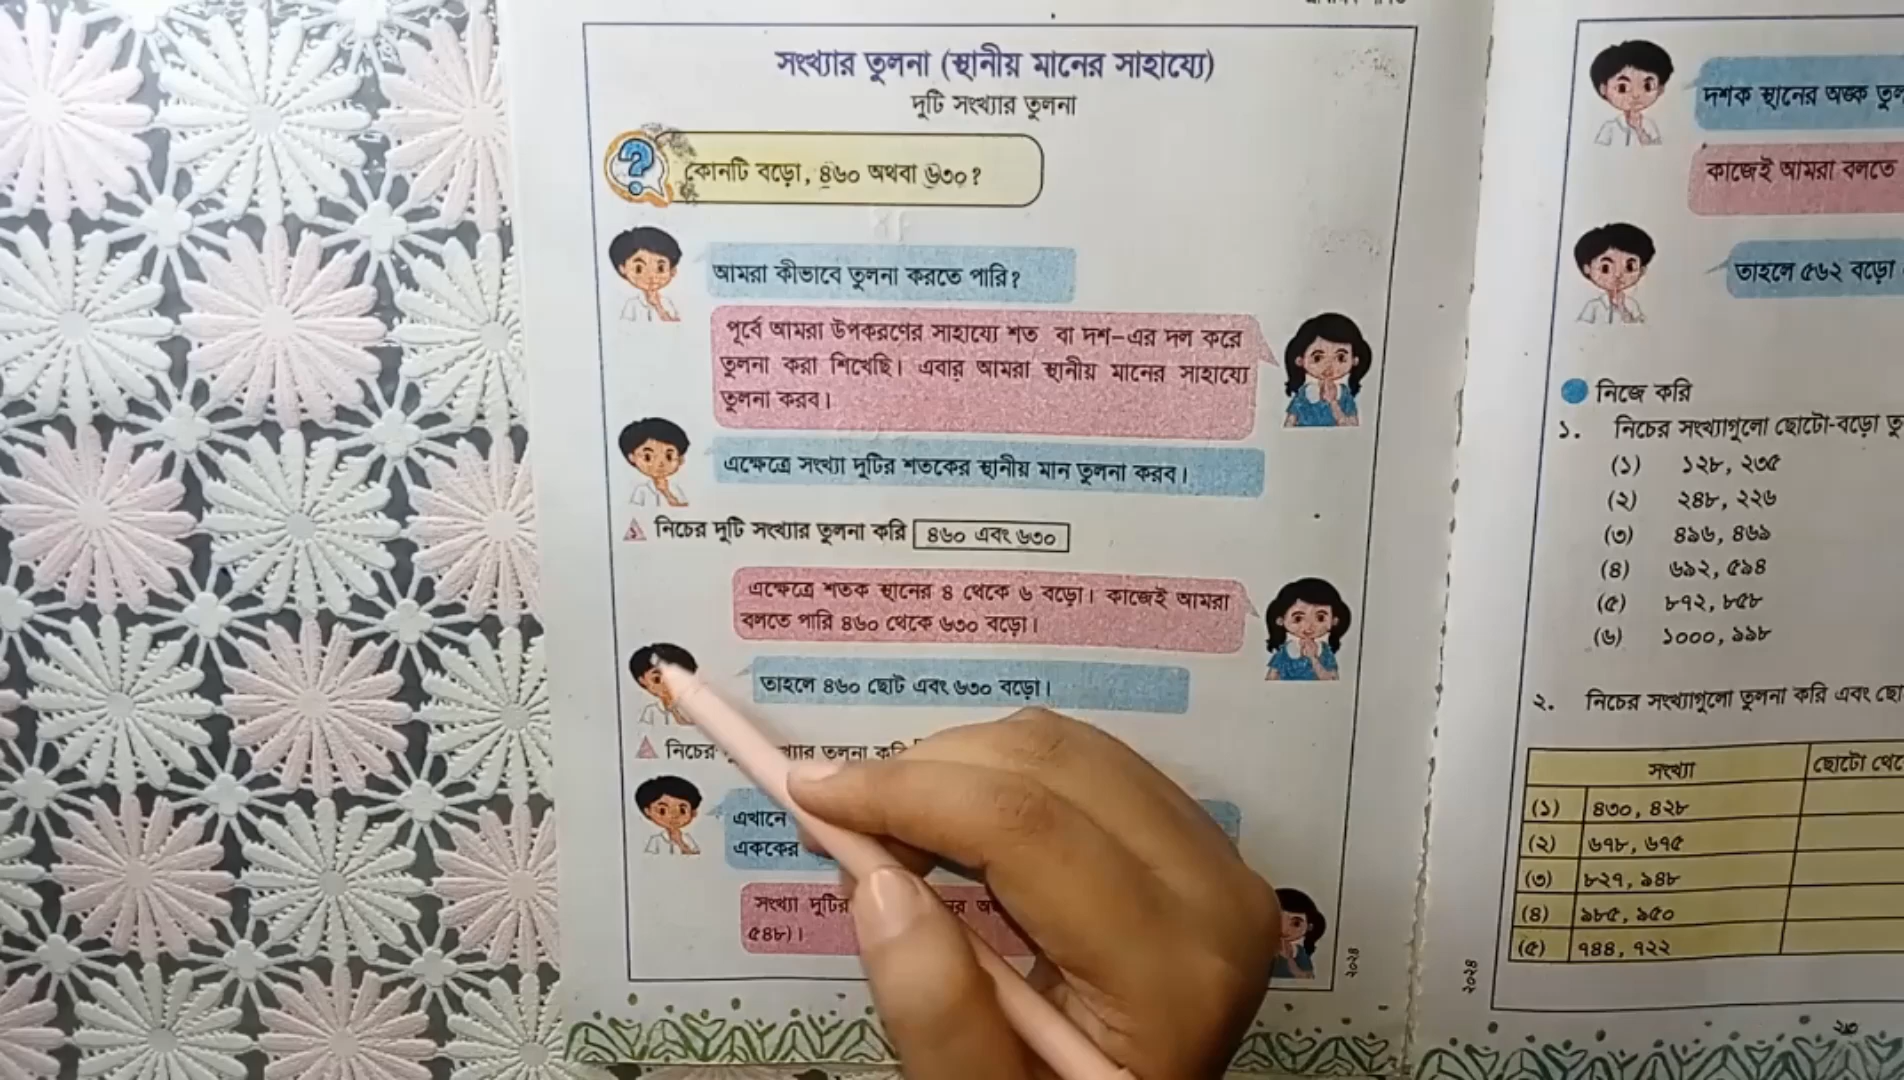 সংখ্যার তুলনা (স্থানীয় মানের সাহায্যে)
দুটি সংখ্যার তুলনা
কোনটি বড়ো, ৪৬০ অথবা ৬৩০?
আমরা কীভাবে তুলনা করতে পারি?
পূর্বে আমরা উপকরণের সাহায্যে শত বা দশ-এর দল করে
তুলনা করা শিখেছি। এবার আমরা স্থানীয় মানের সাহায্যে
তুলনা করব।
এক্ষেত্রে সংখ্যা দুটির শতকের স্থানীয় মান তুলনা করব।
নিচের দুটি সংখ্যার তুলনা করি ৪৬০ এবং ৬৩০
এক্ষেত্রে শতক স্থানের ৪ থেকে ৬ বড়ো। কাজেই আমরা
বলতে পারি ৪৬০ থেকে ৬৩০ বড়ো।
তাহলে ৪৬০ ছোট এবং ৬৩০ বড়ো।
নিচের তুলনা করি
এখানে
এককের
সংখ্যা দুটির
৫৪৮)।
২০২৪
দশক স্থানের অঙ্ক
কাজেই আমরা বলতে
তাহলে ৫৬২ বড়ো
নিজে করি
১. নিচের সংখ্যাগুলো ছোটো-বড়ো
(১) ১২৮, ২৩৫
(২) ২৪৮, ২২৬
(৩) ৪৯৬, ৪৬৯
(৪) ৬৯২, ৫৯৪
(৫) ৮৭২, ৮৫৮
(৬) ১০০০, ৯৯৮
২. নিচের সংখ্যাগুলো তুলনা করি এবং
সংখ্যা ছোটো
(১) ৪৩০, ৪২৮
(২) ৬৭৮, ৬৭৫
(৩) ৮২৭, ৯৪৮
(৪) ৯৮৫, ৯৫০
(৫) ৭৪৪, ৭২২
২০২৪